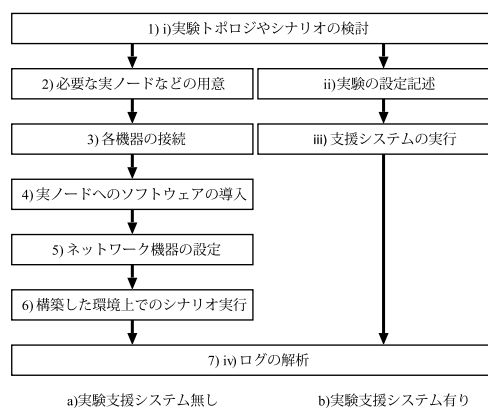 1) i)実験トポロジやシナリオの検討
2) 必要な実ノードなどの用意
ii)実験の設定記述
3) 各機器の接続
iii) 支援システムの実行
4) 実ノードへのソフトウェアの導入
5) ネットワーク機器の設定
6) 構築した環境上でのシナリオ実行
7) iv) ログの解析
a)実験支援システム無し
b)実験支援システム有り